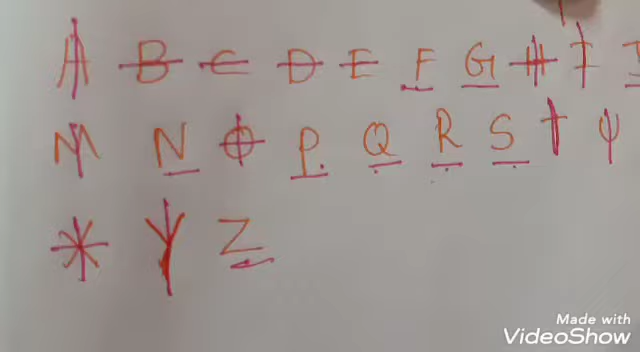 A B C D E F G H I J
M N O P Q R S T U
X Y Z
Made with
VideoShow